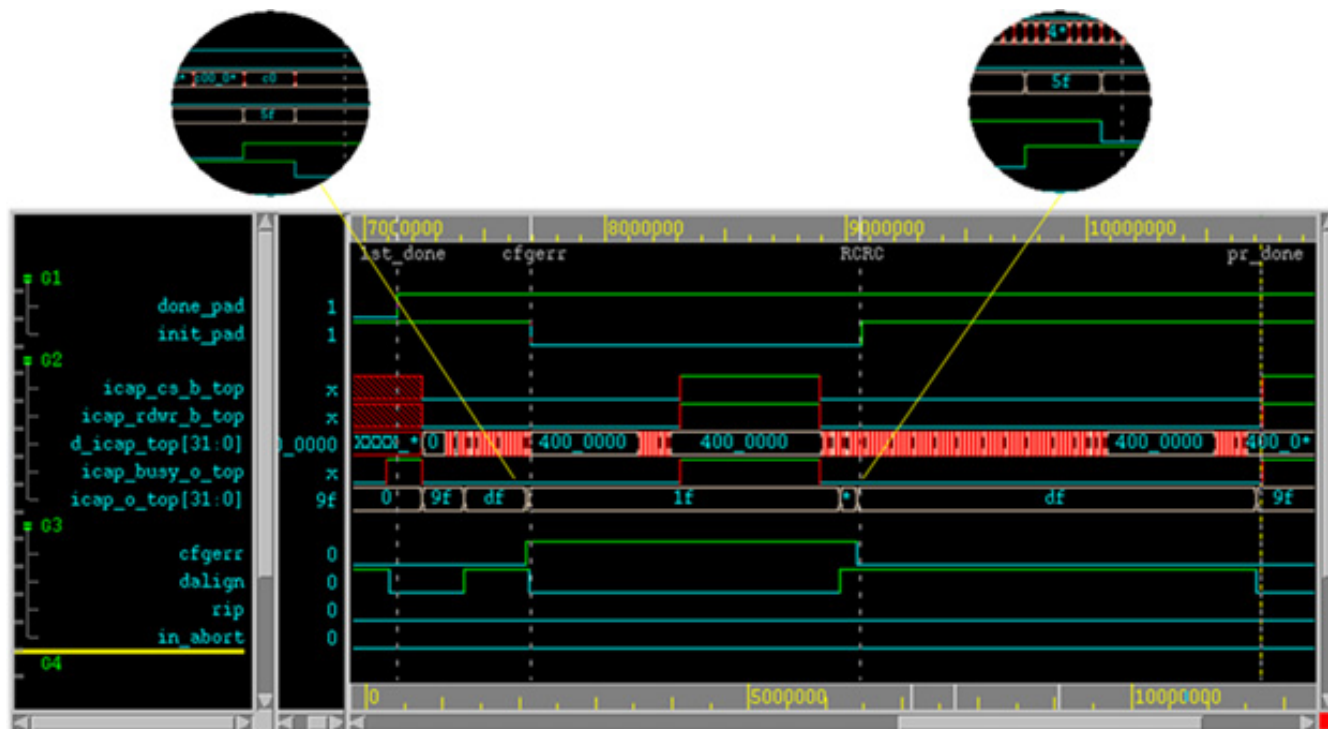 c00_0* c0
5f
4*
5f
7000000 8000000 9000000 10000000
1st_done cfgerr RCRC pr_done
G1
done_pad 1
init_pad 1
G2
icap_cs_b_top x
icap_rdwr_b_top x
d_icap_top[31:0] 0_0000 XXXX_* 0 400_0000 400_0000 400_0000 400_0*
icap_busy_o_top x
icap_o_top[31:0] 9f 0 9f df 1f * df 9f
G3
cfgerr 0
dalign 0
rip 0
in_abort 0
G4
0 5000000 10000000